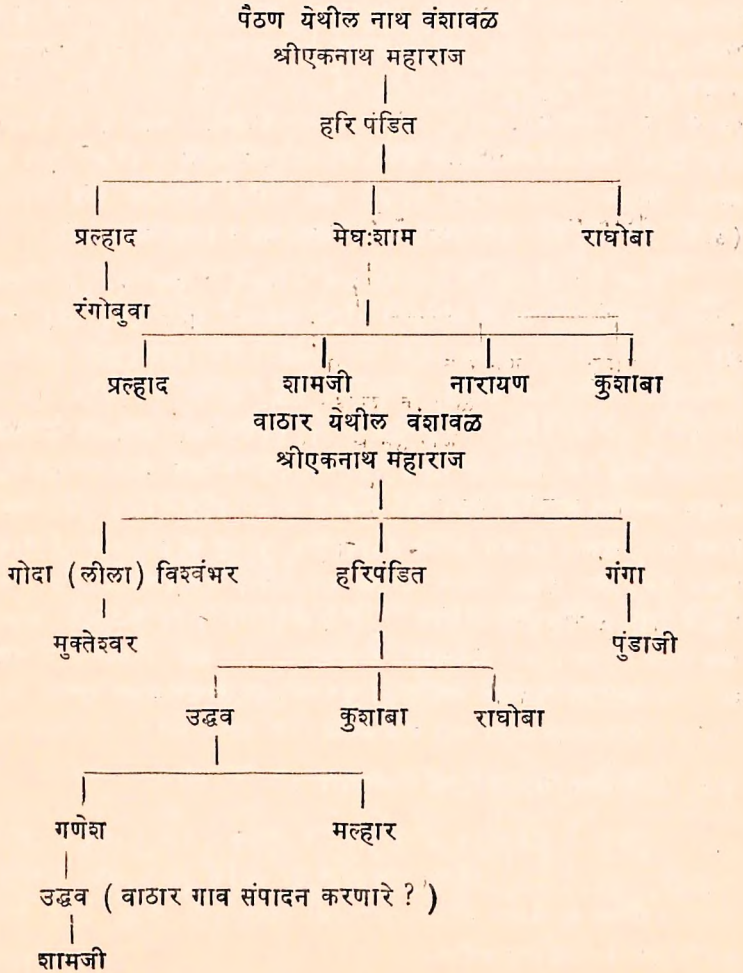 पैठण येथील नाथ वंशावळ
श्रीएकनाथ महाराज
हरि पंडित
प्रल्हाद मेघःशाम राघोबा
रंगोबुवा
प्रल्हाद शामजी नारायण कुशाबा
वाठार येथील वंशावळ
श्रीएकनाथ महाराज
गोदा (लीला) विश्वंभर हरिपंडित गंगा
मुक्तेश्वर पुंडाजी
उद्धव कुशाबा राघोबा
गणेश मल्हार
उद्धव ( वाठार गाव संपादन करणारे ? )
शामजी